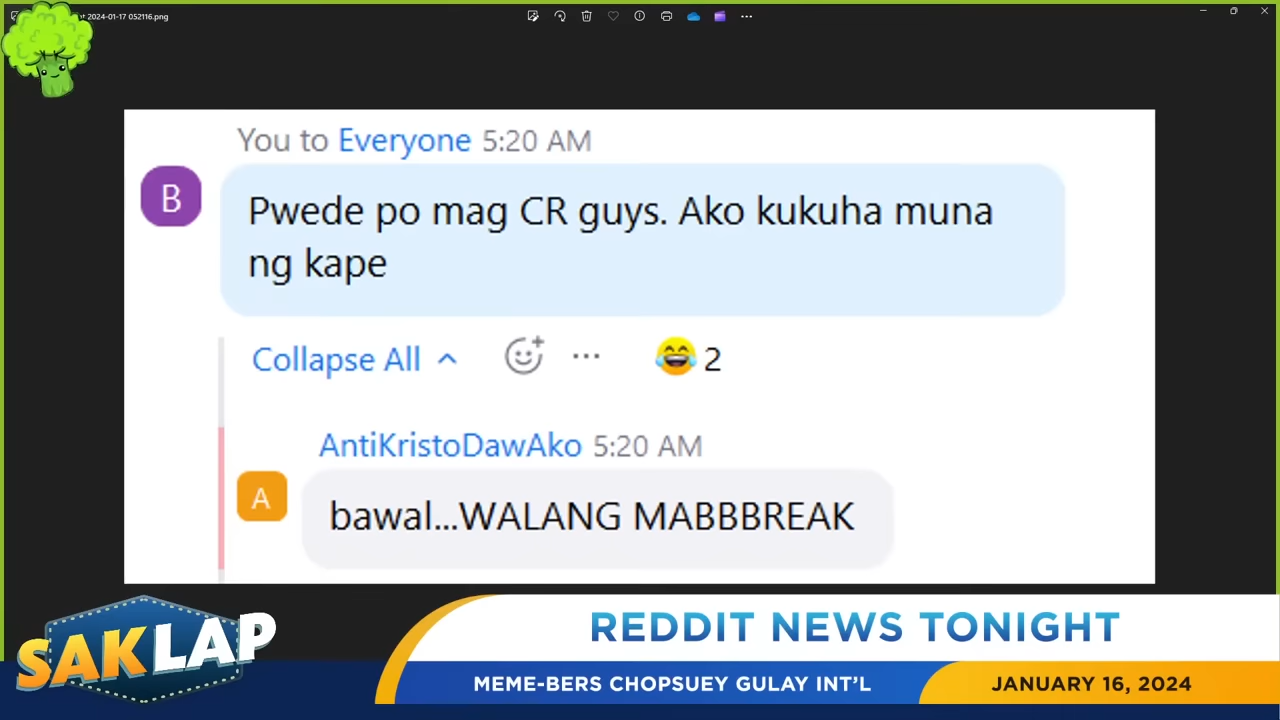 t 2024-01-17 052116.png
You to Everyone 5:20 AM
B
Pwede po mag CR guys. Ako kukuha muna
ng kape
Collapse All
2
AntiKristoDawAko 5:20 AM
A
bawal...WALANG MABBBREAK
SAKLAP
REDDIT NEWS TONIGHT
MEME-BERS CHOPSUEY GULAY INT'L
JANUARY 16, 2024